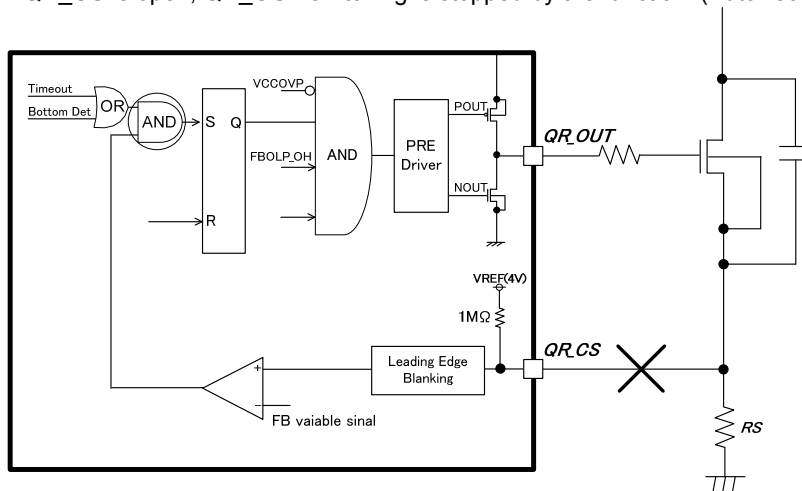 Timeout
Bottom Det
OR
AND
S Q
R
VCCOVP
FBOLP_OH
AND
PRE
Driver
POUT
NOUT
QR_OUT
VREF(4V)
1MΩ
QR_CS
Leading Edge
Blanking
+
-
FB vaiable sinal
RS